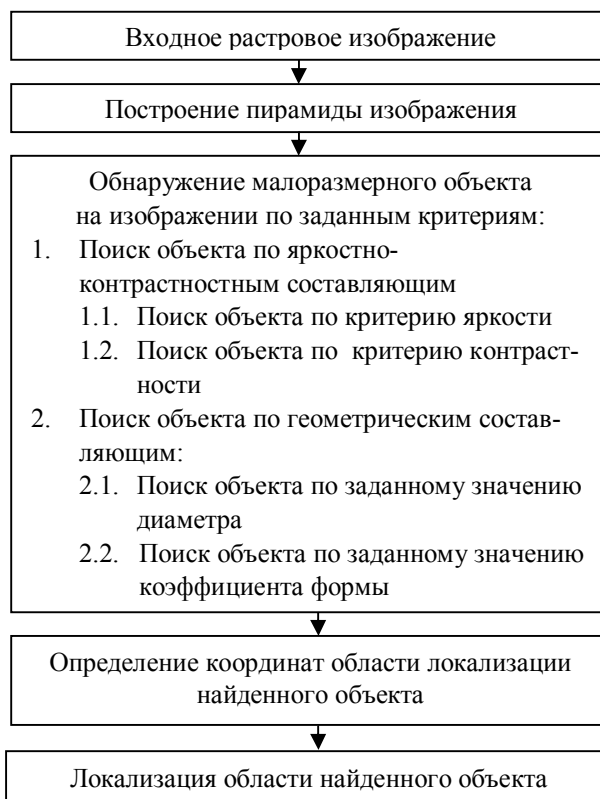 Входное растровое изображение
Построение пирамиды изображения
Обнаружение малоразмерного объекта
на изображении по заданным критериям:
1. Поиск объекта по яркостно-
контрастностным составляющим
1.1. Поиск объекта по критерию яркости
1.2. Поиск объекта по критерию контраст-
ности
2. Поиск объекта по геометрическим состав-
ляющим:
2.1. Поиск объекта по заданному значению
диаметра
2.2. Поиск объекта по заданному значению
коэффициента формы
Определение координат области локализации
найденного объекта
Локализация области найденного объекта